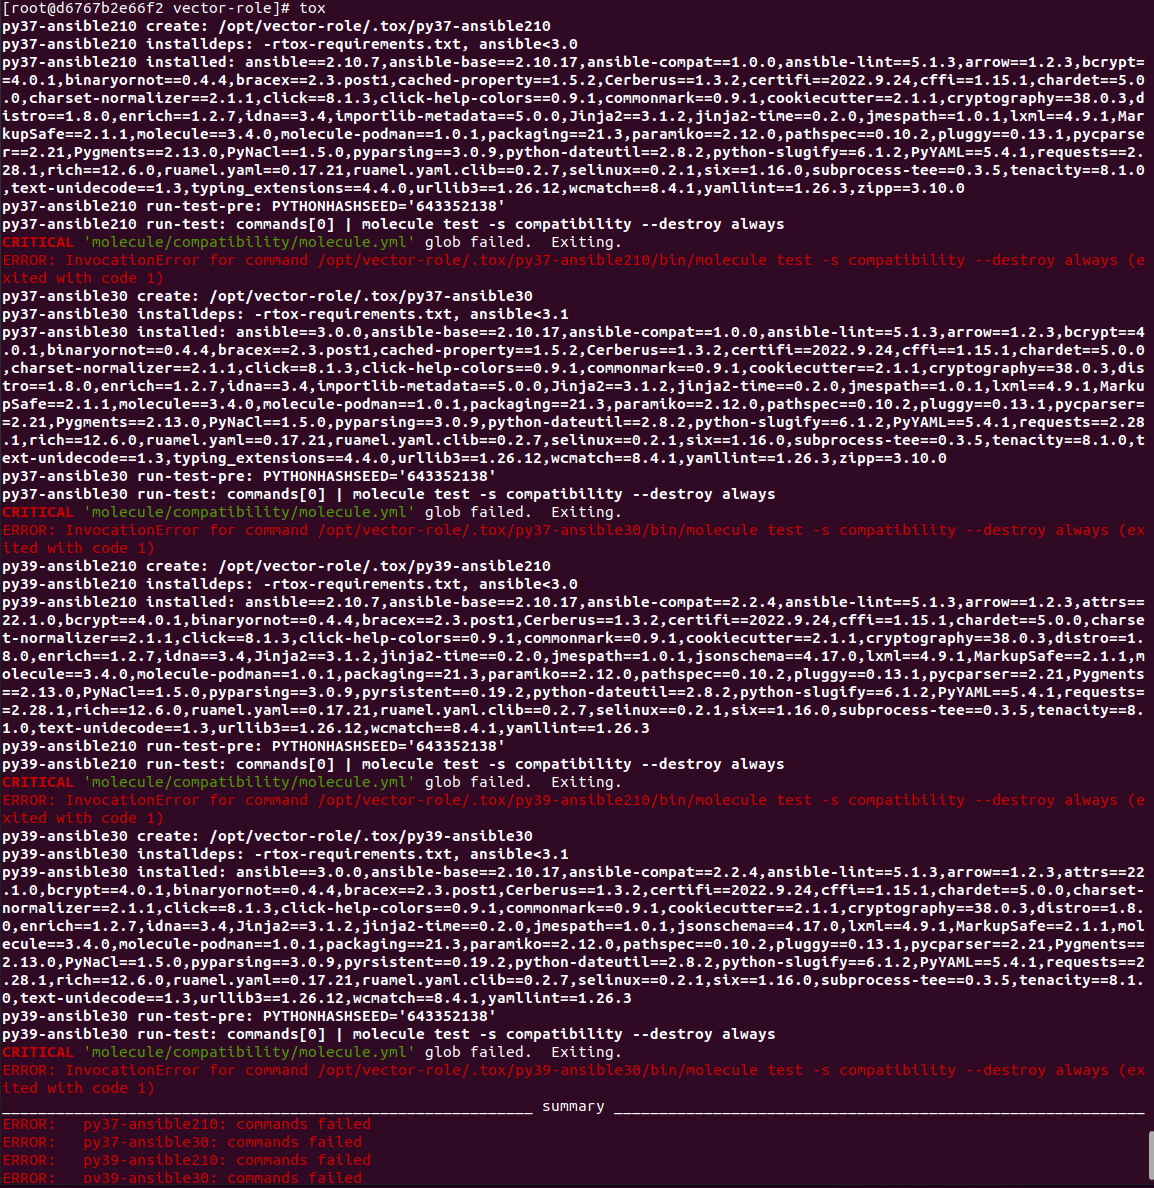 [root@d6767b2e66f2 vector-role]# tox
py37-ansible210 create: /opt/vector-role/.tox/py37-ansible210
py37-ansible210 installdeps: -rtox-requirements.txt, ansible<3.0
py37-ansible210 installed: ansible==2.10.7,ansible-base==2.10.17,ansible-compat==1.0.0,ansible-lint==5.1.3,arrow==1.2.3,bcrypt=
=4.0.1,binaryornot==0.4.4,bracex==2.3.post1,cached-property==1.5.2,Cerberus==1.3.2,certifi==2022.9.24,cffi==1.15.1,chardet==5.0
.0,charset-normalizer==2.1.1,click==8.1.3,click-help-colors==0.9.1,commonmark==0.9.1,cookiecutter==2.1.1,cryptography==38.0.3,d
istro==1.8.0,enrich==1.2.7,idna==3.4,importlib-metadata==5.0.0,Jinja2==3.1.2,jinja2-time==0.2.0,jmespath==1.0.1,lxml==4.9.1,Mar
kupSafe==2.1.1,molecule==3.4.0,molecule-podman==1.0.1,packaging==21.3,paramiko==2.12.0,pathspec==0.10.2,pluggy==0.13.1,pycparse
r==2.21,Pygments==2.13.0,PyNaCl==1.5.0,pyparsing==3.0.9,python-dateutil==2.8.2,python-slugify==6.1.2,PyYAML==5.4.1,requests==2.
28.1,rich==12.6.0,ruamel.yaml==0.17.21,ruamel.yaml.clib==0.2.7,selinux==0.2.1,six==1.16.0,subprocess-tee==0.3.5,tenacity==8.1.0
,text-unidecode==1.3,typing_extensions==4.4.0,urllib3==1.26.12,wcmatch==8.4.1,yamllint==1.26.3,zipp==3.10.0
py37-ansible210 run-test-pre: PYTHONHASHSEED='643352138'
py37-ansible210 run-test: commands[0] | molecule test -s compatibility --destroy always
CRITICAL 'molecule/compatibility/molecule.yml' glob failed.  Exiting.
ERROR: InvocationError for command /opt/vector-role/.tox/py37-ansible210/bin/molecule test -s compatibility --destroy always (e
xited with code 1)
py37-ansible30 create: /opt/vector-role/.tox/py37-ansible30
py37-ansible30 installdeps: -rtox-requirements.txt, ansible<3.1
py37-ansible30 installed: ansible==3.0.0,ansible-base==2.10.17,ansible-compat==1.0.0,ansible-lint==5.1.3,arrow==1.2.3,bcrypt==4
.0.1,binaryornot==0.4.4,bracex==2.3.post1,cached-property==1.5.2,Cerberus==1.3.2,certifi==2022.9.24,cffi==1.15.1,chardet==5.0.0
,charset-normalizer==2.1.1,click==8.1.3,click-help-colors==0.9.1,commonmark==0.9.1,cookiecutter==2.1.1,cryptography==38.0.3,dis
tro==1.8.0,enrich==1.2.7,idna==3.4,importlib-metadata==5.0.0,Jinja2==3.1.2,jinja2-time==0.2.0,jmespath==1.0.1,lxml==4.9.1,Marku
pSafe==2.1.1,molecule==3.4.0,molecule-podman==1.0.1,packaging==21.3,paramiko==2.12.0,pathspec==0.10.2,pluggy==0.13.1,pycparser=
=2.21,Pygments==2.13.0,PyNaCl==1.5.0,pyparsing==3.0.9,python-dateutil==2.8.2,python-slugify==6.1.2,PyYAML==5.4.1,requests==2.28
.1,rich==12.6.0,ruamel.yaml==0.17.21,ruamel.yaml.clib==0.2.7,selinux==0.2.1,six==1.16.0,subprocess-tee==0.3.5,tenacity==8.1.0,t
ext-unidecode==1.3,typing_extensions==4.4.0,urllib3==1.26.12,wcmatch==8.4.1,yamllint==1.26.3,zipp==3.10.0
py37-ansible30 run-test-pre: PYTHONHASHSEED='643352138'
py37-ansible30 run-test: commands[0] | molecule test -s compatibility --destroy always
CRITICAL 'molecule/compatibility/molecule.yml' glob failed.  Exiting.
ERROR: InvocationError for command /opt/vector-role/.tox/py37-ansible30/bin/molecule test -s compatibility --destroy always (ex
ited with code 1)
py39-ansible210 create: /opt/vector-role/.tox/py39-ansible210
py39-ansible210 installdeps: -rtox-requirements.txt, ansible<3.0
py39-ansible210 installed: ansible==2.10.7,ansible-base==2.10.17,ansible-compat==2.2.4,ansible-lint==5.1.3,arrow==1.2.3,attrs==
22.1.0,bcrypt==4.0.1,binaryornot==0.4.4,bracex==2.3.post1,Cerberus==1.3.2,certifi==2022.9.24,cffi==1.15.1,chardet==5.0.0,charse
t-normalizer==2.1.1,click==8.1.3,click-help-colors==0.9.1,commonmark==0.9.1,cookiecutter==2.1.1,cryptography==38.0.3,distro==1.
8.0,enrich==1.2.7,idna==3.4,Jinja2==3.1.2,jinja2-time==0.2.0,jmespath==1.0.1,jsonschema==4.17.0,lxml==4.9.1,MarkupSafe==2.1.1,m
olecule==3.4.0,molecule-podman==1.0.1,packaging==21.3,paramiko==2.12.0,pathspec==0.10.2,pluggy==0.13.1,pycparser==2.21,Pygments
==2.13.0,PyNaCl==1.5.0,pyparsing==3.0.9,pyrsistent==0.19.2,python-dateutil==2.8.2,python-slugify==6.1.2,PyYAML==5.4.1,requests=
=2.28.1,rich==12.6.0,ruamel.yaml==0.17.21,ruamel.yaml.clib==0.2.7,selinux==0.2.1,six==1.16.0,subprocess-tee==0.3.5,tenacity==8.
1.0,text-unidecode==1.3,urllib3==1.26.12,wcmatch==8.4.1,yamllint==1.26.3
py39-ansible210 run-test-pre: PYTHONHASHSEED='643352138'
py39-ansible210 run-test: commands[0] | molecule test -s compatibility --destroy always
CRITICAL 'molecule/compatibility/molecule.yml' glob failed.  Exiting.
ERROR: InvocationError for command /opt/vector-role/.tox/py39-ansible210/bin/molecule test -s compatibility --destroy always (e
xited with code 1)
py39-ansible30 create: /opt/vector-role/.tox/py39-ansible30
py39-ansible30 installdeps: -rtox-requirements.txt, ansible<3.1
py39-ansible30 installed: ansible==3.0.0,ansible-base==2.10.17,ansible-compat==2.2.4,ansible-lint==5.1.3,arrow==1.2.3,attrs==22
.1.0,bcrypt==4.0.1,binaryornot==0.4.4,bracex==2.3.post1,Cerberus==1.3.2,certifi==2022.9.24,cffi==1.15.1,chardet==5.0.0,charset-
normalizer==2.1.1,click==8.1.3,click-help-colors==0.9.1,commonmark==0.9.1,cookiecutter==2.1.1,cryptography==38.0.3,distro==1.8.
0,enrich==1.2.7,idna==3.4,Jinja2==3.1.2,jinja2-time==0.2.0,jmespath==1.0.1,jsonschema==4.17.0,lxml==4.9.1,MarkupSafe==2.1.1,mol
ecule==3.4.0,molecule-podman==1.0.1,packaging==21.3,paramiko==2.12.0,pathspec==0.10.2,pluggy==0.13.1,pycparser==2.21,Pygments==
2.13.0,PyNaCl==1.5.0,pyparsing==3.0.9,pyrsistent==0.19.2,python-dateutil==2.8.2,python-slugify==6.1.2,PyYAML==5.4.1,requests==2
.28.1,rich==12.6.0,ruamel.yaml==0.17.21,ruamel.yaml.clib==0.2.7,selinux==0.2.1,six==1.16.0,subprocess-tee==0.3.5,tenacity==8.1.
0,text-unidecode==1.3,urllib3==1.26.12,wcmatch==8.4.1,yamllint==1.26.3
py39-ansible30 run-test-pre: PYTHONHASHSEED='643352138'
py39-ansible30 run-test: commands[0] | molecule test -s compatibility --destroy always
CRITICAL 'molecule/compatibility/molecule.yml' glob failed.  Exiting.
ERROR: InvocationError for command /opt/vector-role/.tox/py39-ansible30/bin/molecule test -s compatibility --destroy always (ex
ited with code 1)
___________________________________________________________ summary ___________________________________________________________
ERROR:   py37-ansible210: commands failed
ERROR:   py37-ansible30: commands failed
ERROR:   py39-ansible210: commands failed
ERROR:   py39-ansible30: commands failed